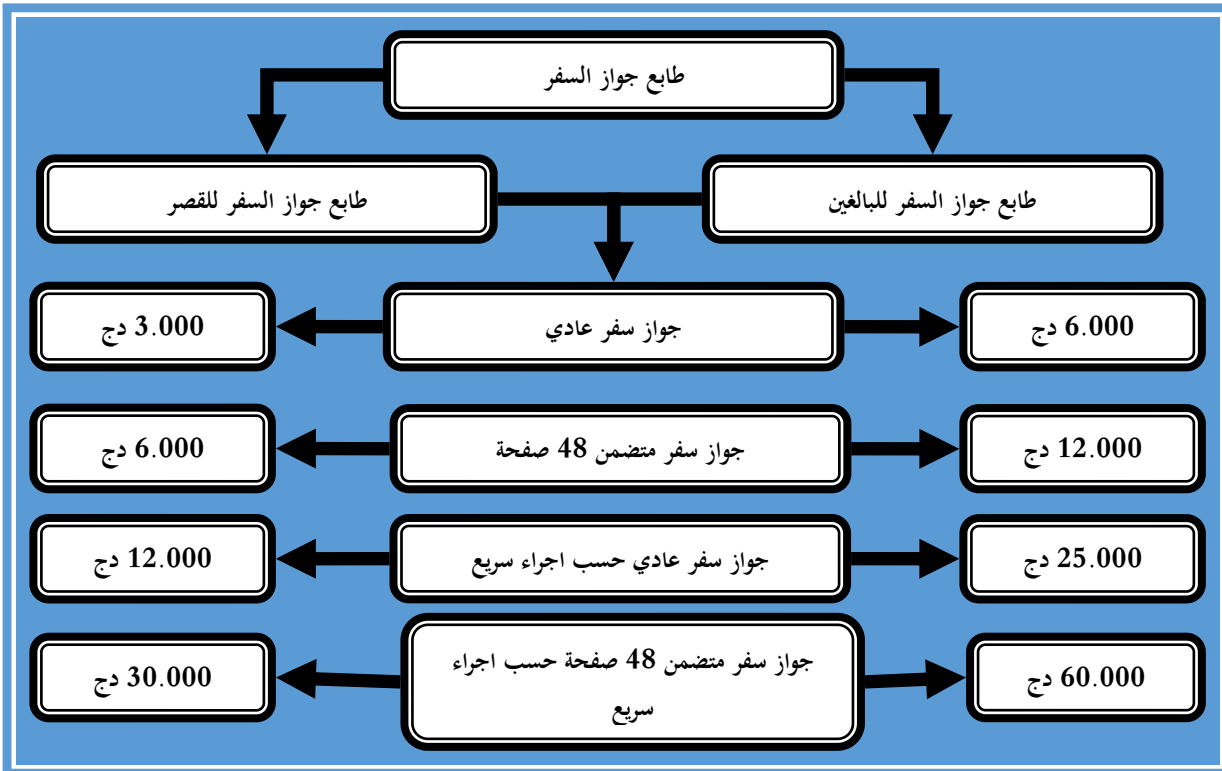 طابع جواز السفر
طابع جواز السفر للبالغين
طابع جواز السفر للقصر
6.000 دج
جواز سفر عادي
3.000 دج
12.000 دج
جواز سفر متضمن 48 صفحة
6.000 دج
25.000 دج
جواز سفر عادي حسب اجراء سريع
12.000 دج
60.000 دج
جواز سفر متضمن 48 صفحة حسب اجراء
سريع
30.000 دج